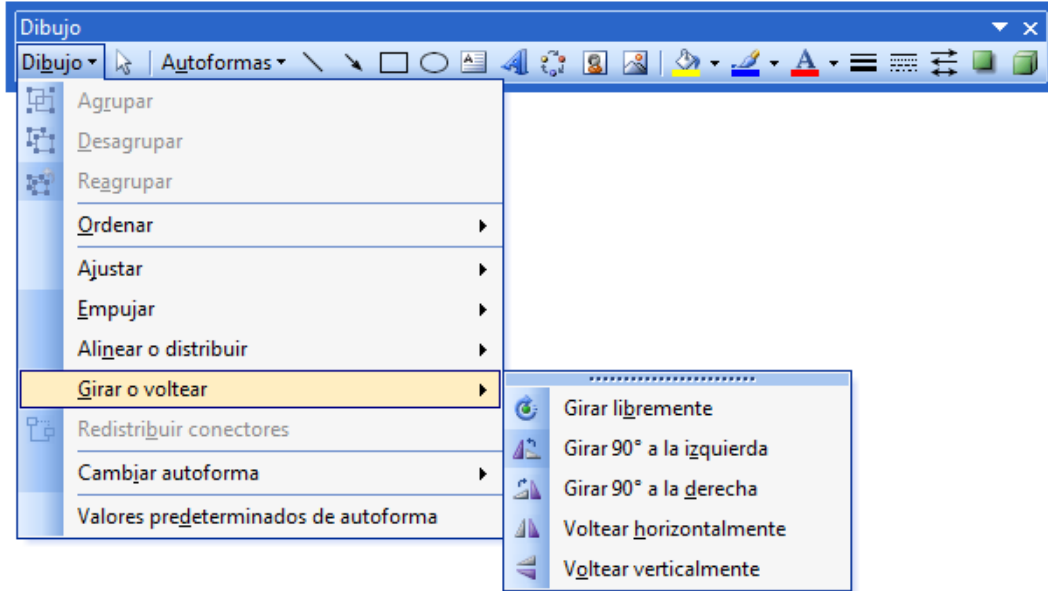 Dibujo
Dibujo Autoformas A
Agrupar
Desagrupar
Reagrupar
Ordenar
Ajustar
Empujar
Alinear o distribuir
Girar o voltear
Redistribuir conectores
Cambiar autoforma
Valores predeterminados de autoforma
Girar libremente
Girar 90° a la izquierda
Girar 90° a la derecha
Voltear horizontalmente
Voltear verticalmente